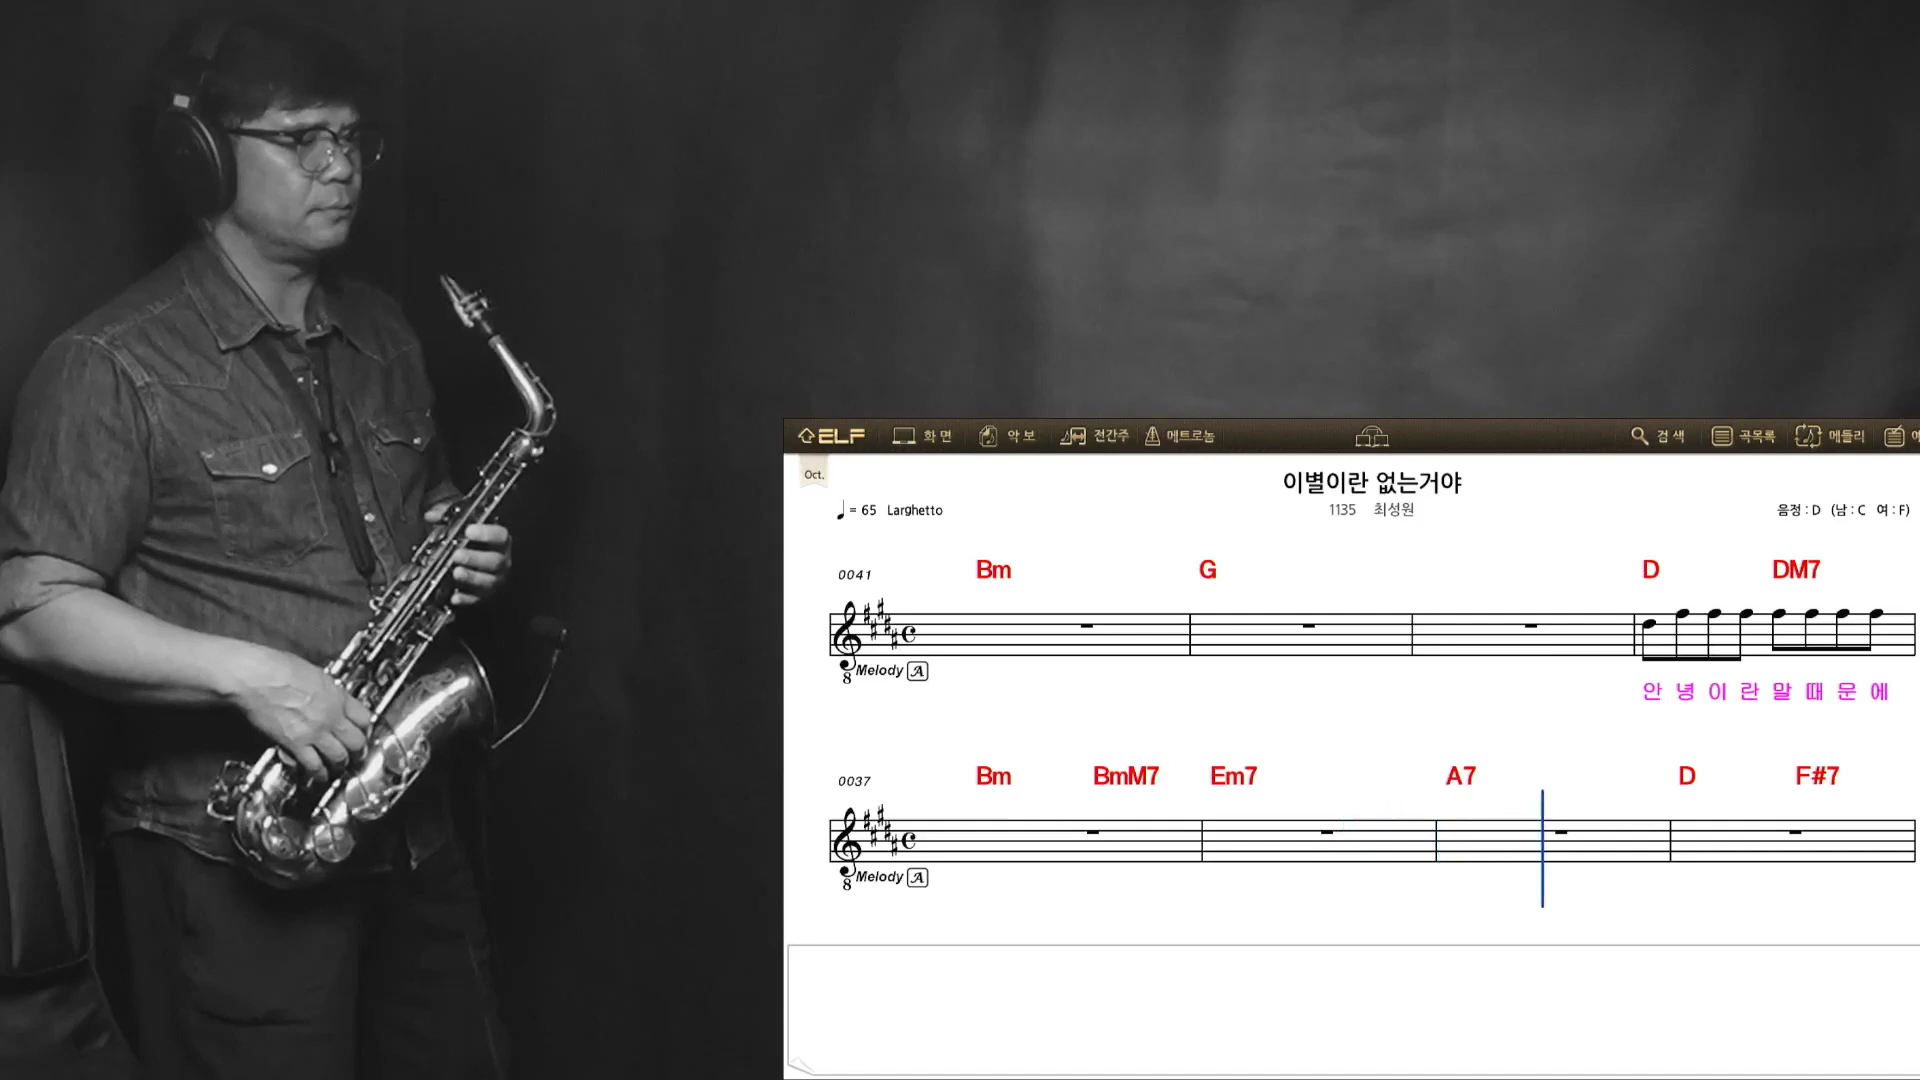 ELF 화면 악보 전간주 메트로놈 검색 곡목록 메들리
Oct.
이별이란 없는거야
= 65 Larghetto
1135 최성원
음정 : D (남 : C 여 : F)
0041
Bm G D DM7
8 Melody A
안 녕 이 란 말 때 문 에
0037
Bm BmM7 Em7 A7 D F#7
8 Melody A